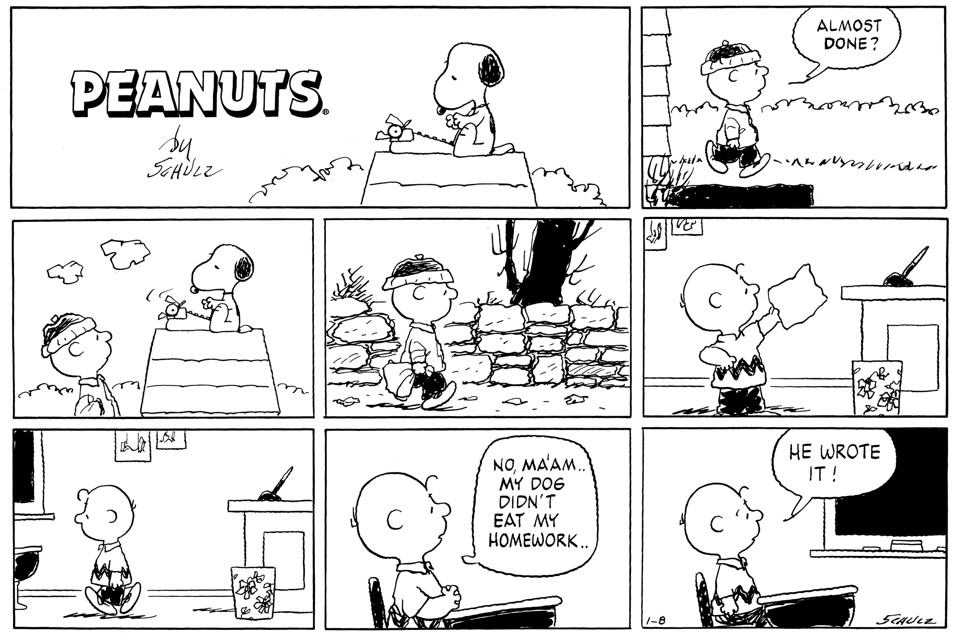 PEANUTS®
by
SCHULZ
ALMOST
DONE?
NO, MA'AM..
MY DOG
DIDN'T
EAT MY
HOMEWORK..
HE WROTE
IT!
1-8
SCHULZ